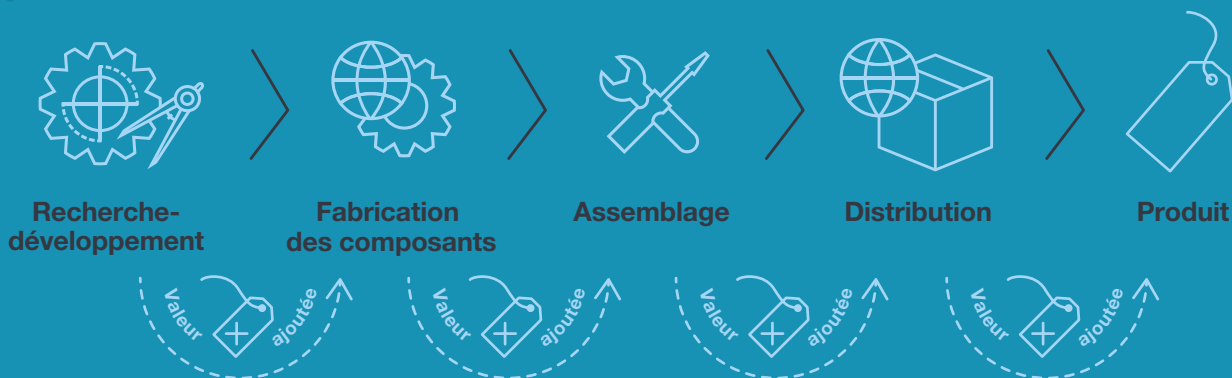 Recherche-
développement
Fabrication
des composants
Assemblage
Distribution
Produit
Valeur ajoutée
Valeur ajoutée
Valeur ajoutée
Valeur ajoutée